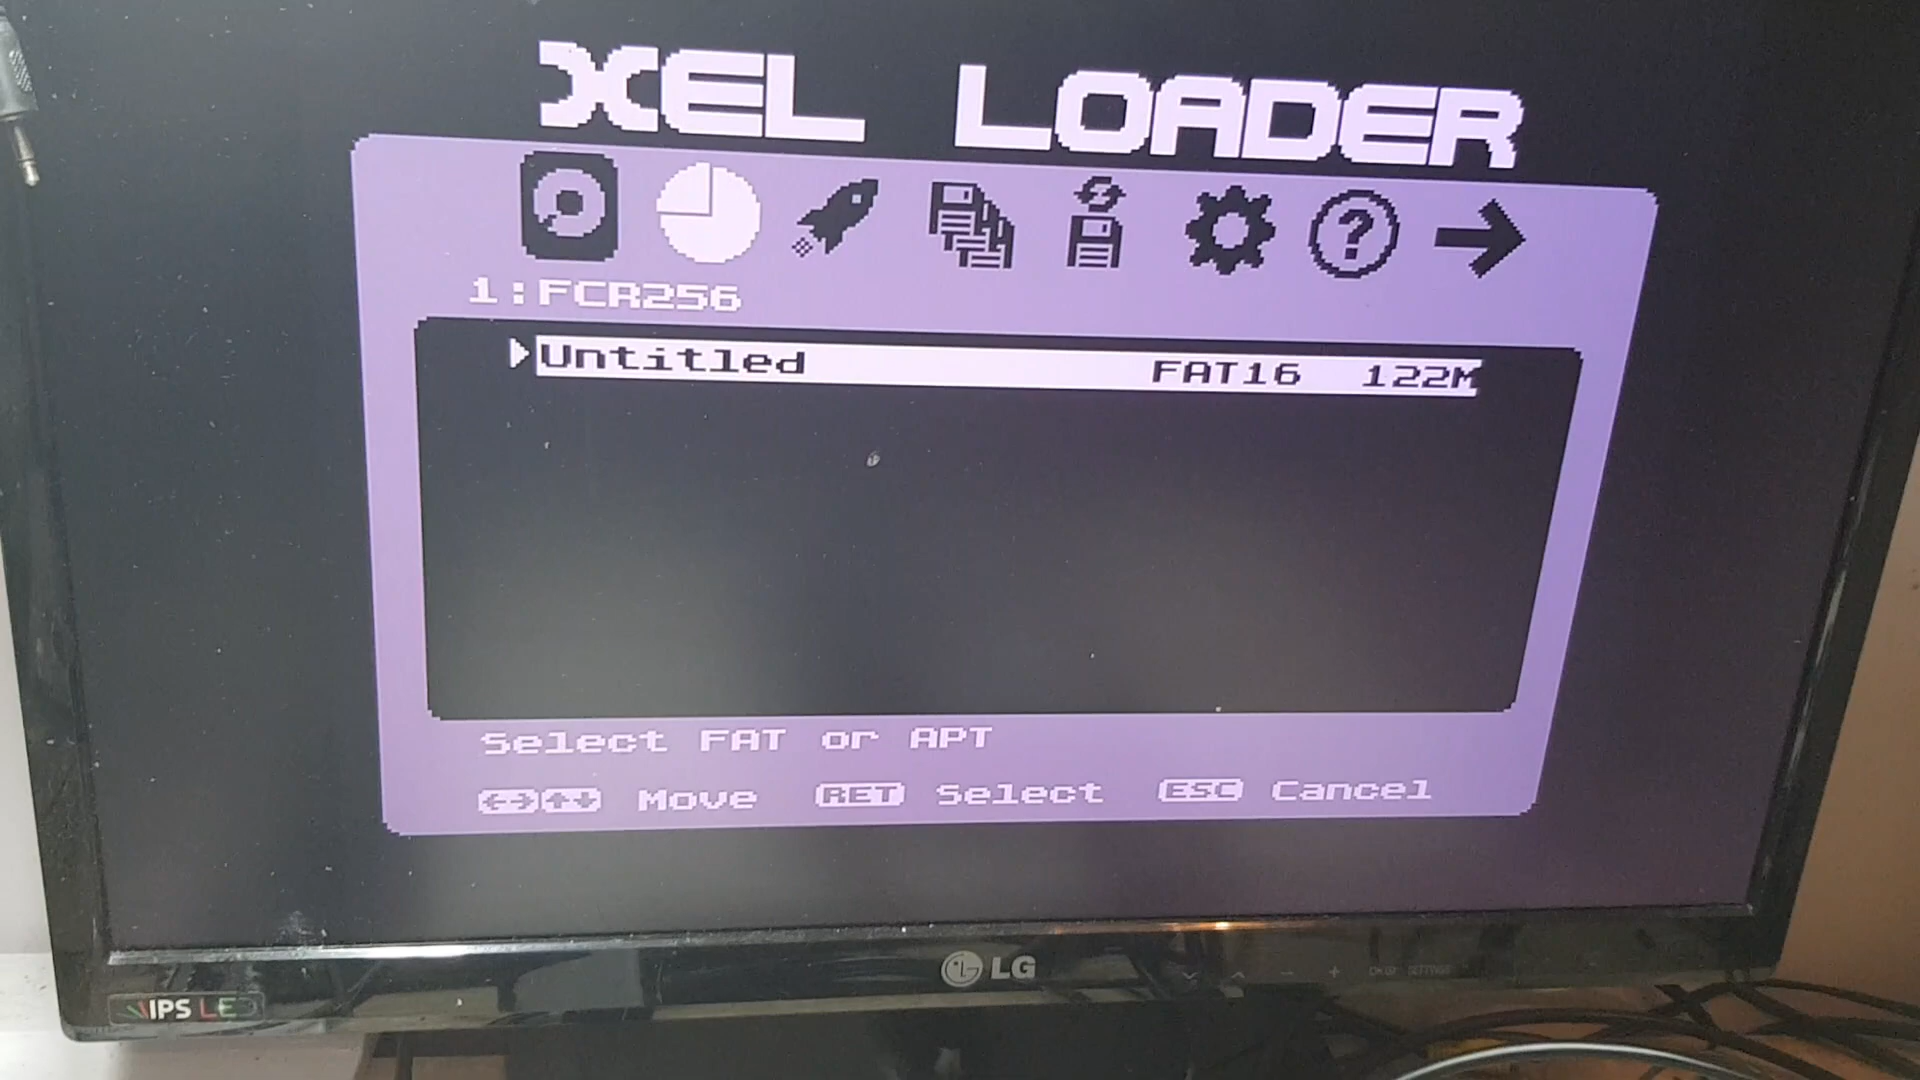 XEL LOADER
1:FCR256
Untitled FAT16 122M
Select FAT or APT
Move RET Select ESC Cancel
LG
IPS LED